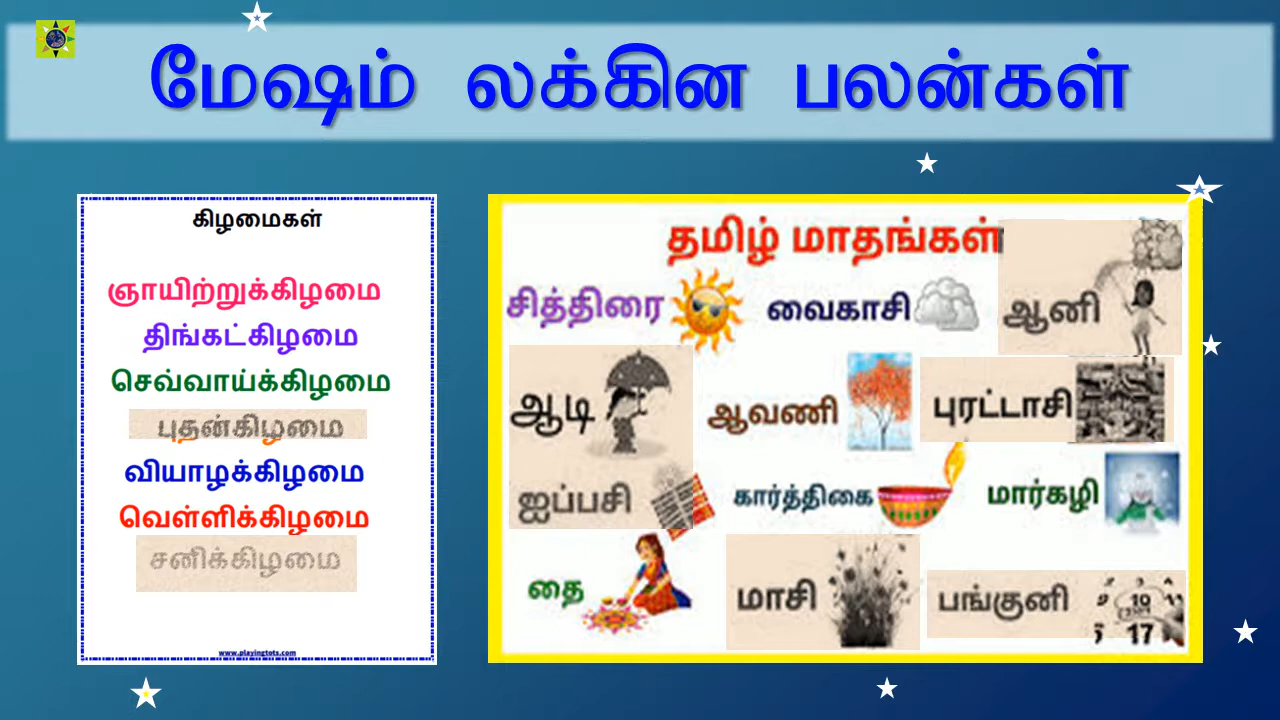 மேஷம் லக்கின பலன்கள்
கிழமைகள்
ஞாயிற்றுக்கிழமை
திங்கட்கிழமை
செவ்வாய்க்கிழமை
புதன்கிழமை
வியாழக்கிழமை
வெள்ளிக்கிழமை
சனிக்கிழமை
www.playingtots.com
தமிழ் மாதங்கள்
சித்திரை வைகாசி ஆனி
ஆடி ஆவணி புரட்டாசி
ஐப்பசி கார்த்திகை மார்கழி
தை மாசி பங்குனி
10
17